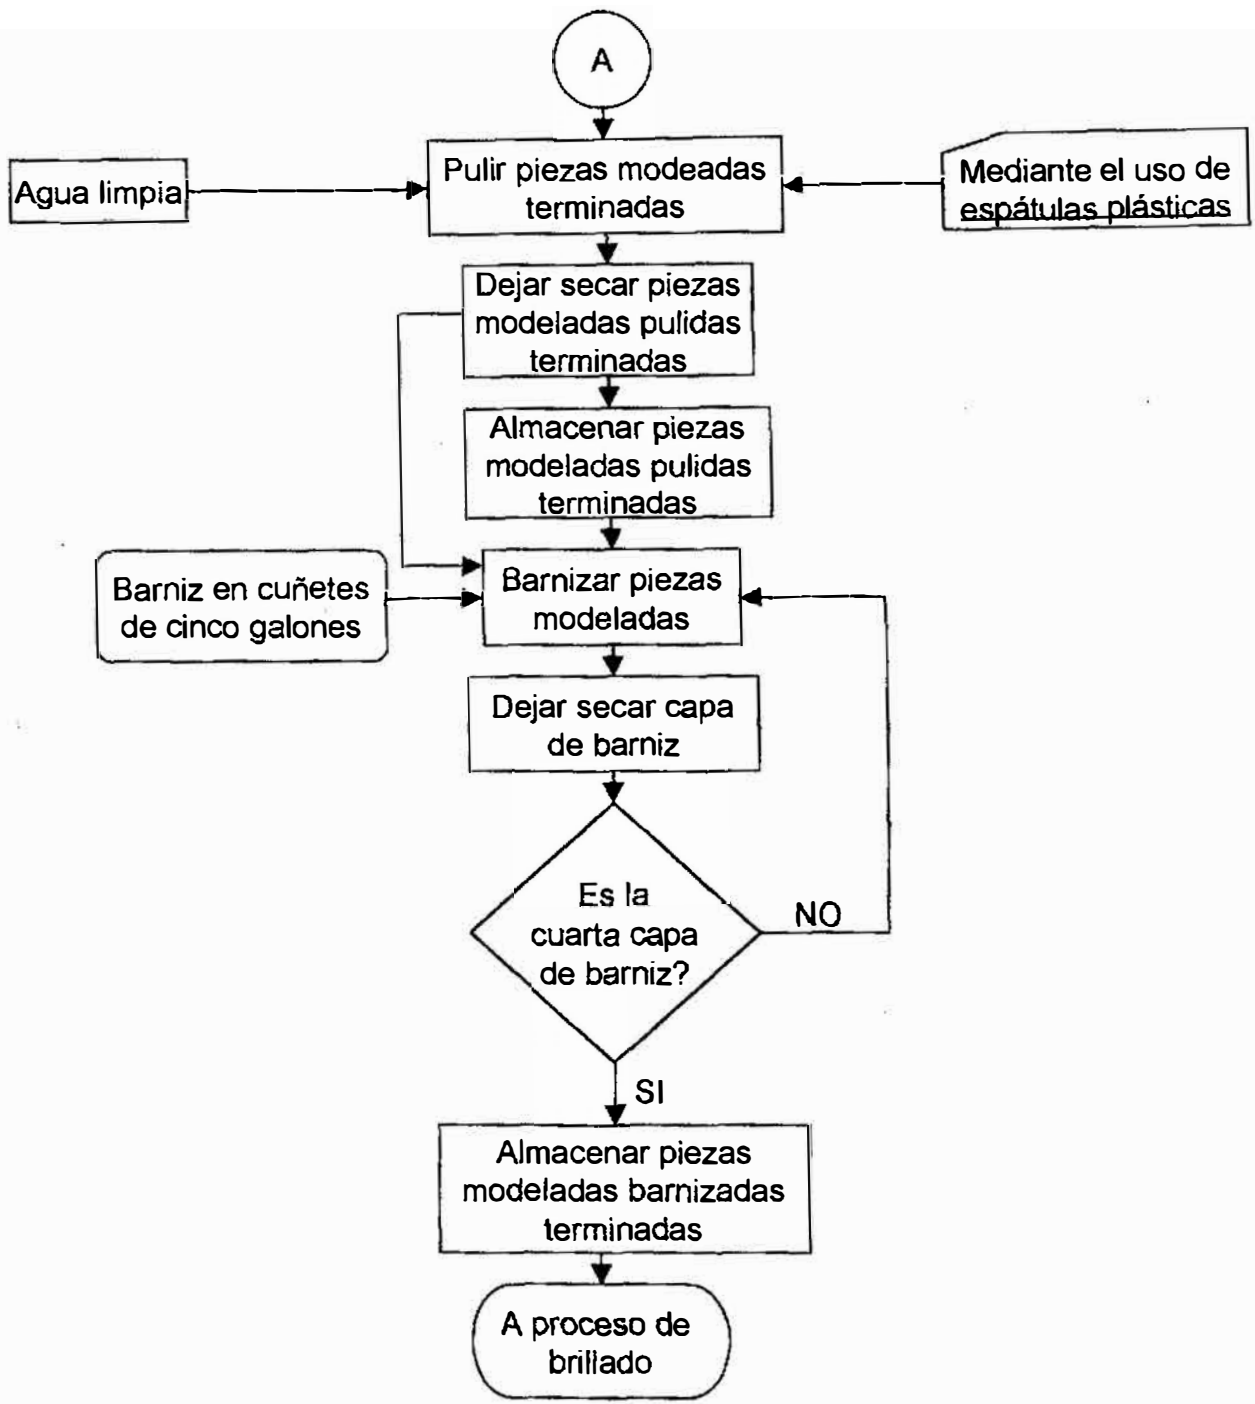 A
Agua limpia
Pulir piezas modeadas
terminadas
Mediante el uso de
espátulas plásticas
Dejar secar piezas
modeladas pulidas
terminadas
Almacenar piezas
modeladas pulidas
terminadas
Barniz en cuñetes
de cinco galones
Barnizar piezas
modeladas
Dejar secar capa
de barniz
Es la
cuarta capa
de barniz?
NO
SI
Almacenar piezas
modeladas barnizadas
terminadas
A proceso de
brillado